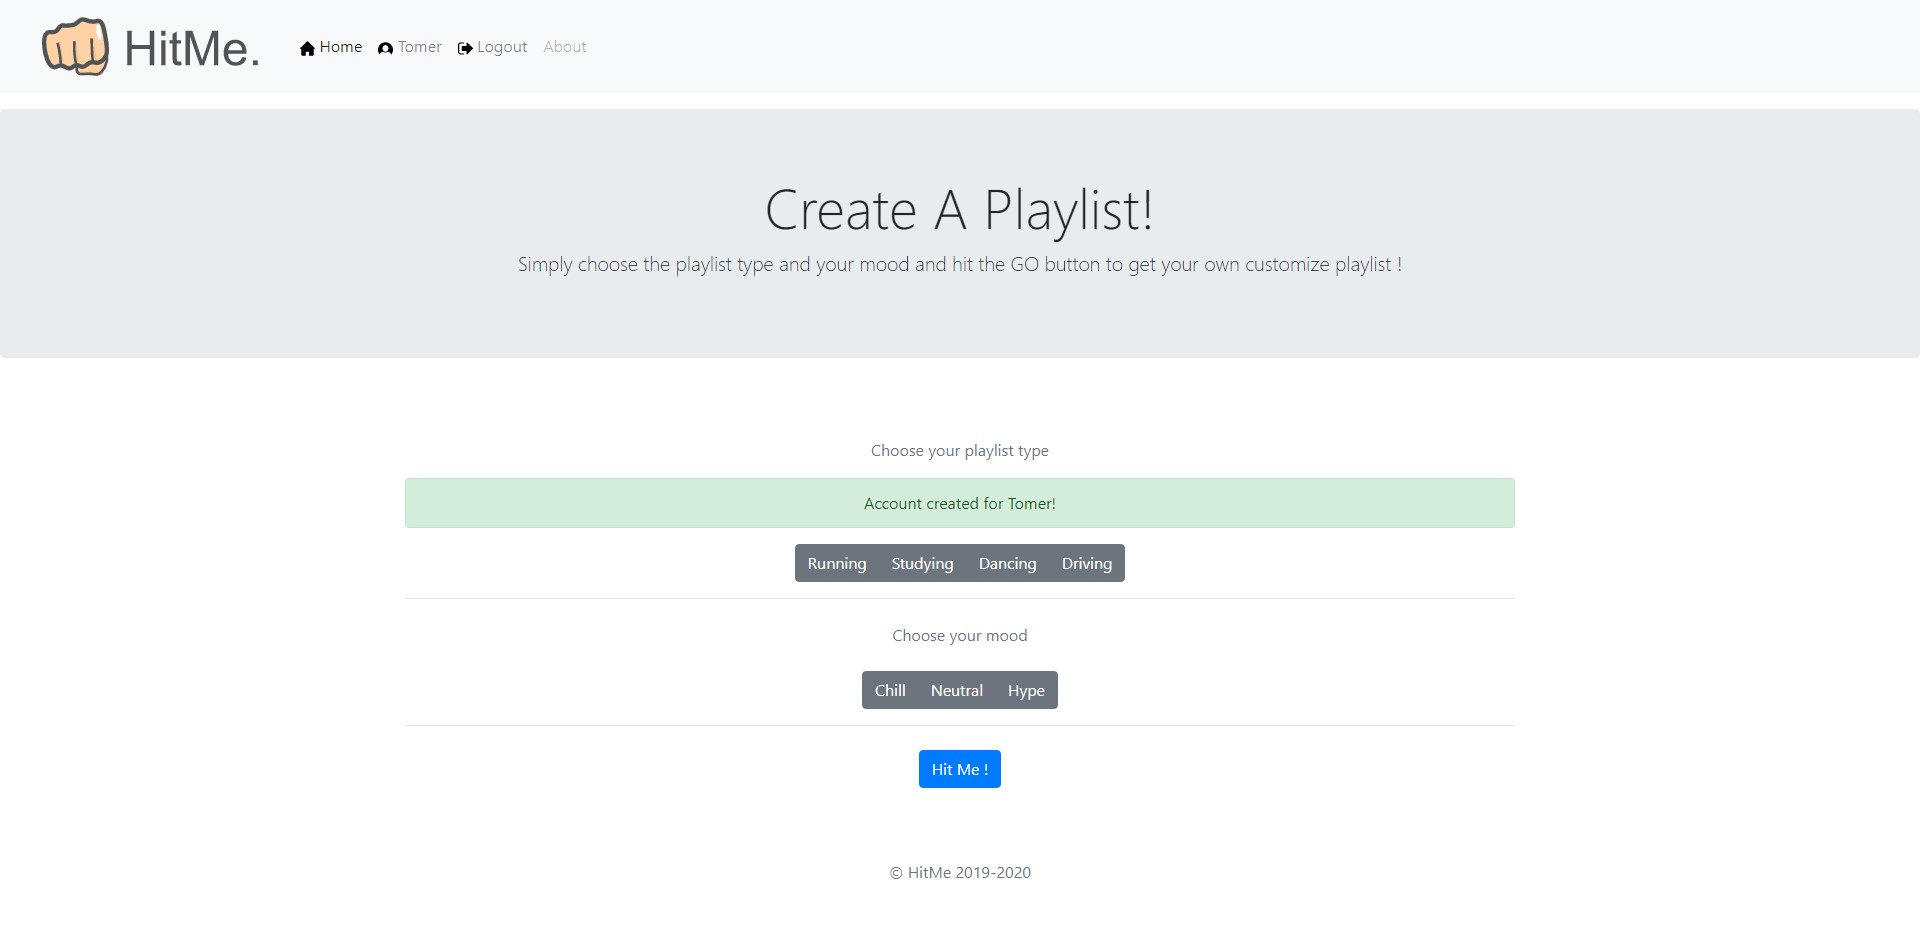 HitMe.
Home Tomer Logout About
Create A Playlist!
Simply choose the playlist type and your mood and hit the GO button to get your own customize playlist !
Choose your playlist type
Account created for Tomer!
Running Studying Dancing Driving
Choose your mood
Chill Neutral Hype
Hit Me !
© HitMe 2019-2020